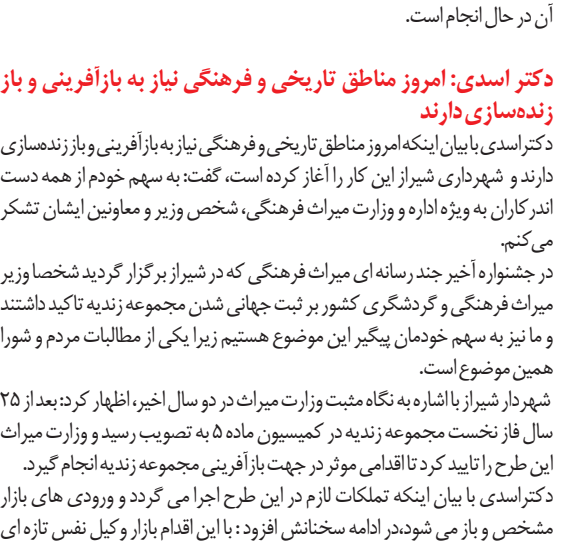 آن در حال انجام است.
دکتر اسدی: امروز مناطق تاریخی و فرهنگی نیاز به بازآفرینی و باز
زنده‌سازی دارند
دکتر اسدی با بیان اینکه امروز مناطق تاریخی و فرهنگی نیاز به بازآفرینی و باز زنده‌سازی
دارند و شهرداری شیراز این کار را آغاز کرده است، گفت: به سهم خودم از همه دست
اندرکاران به ویژه اداره و وزارت میراث فرهنگی، شخص وزیر و معاونین ایشان تشکر
می‌کنم.
در جشنواره آخیر جند رسانه ای میراث فرهنگی که در شیراز برگزار گردید شخصا وزیر
میراث فرهنگی و گردشگری کشور بر ثبت جهانی شدن مجموعه زندیه تاکید داشتند
و ما نیز به سهم خودمان پیگیر این موضوع هستیم زیرا یکی از مطالبات مردم و شورا
همین موضوع است.
شهردار شیراز با اشاره به نگاه مثبت وزارت میراث در دو سال اخیر، اظهار کرد: بعد از ۲۵
سال فاز نخست مجموعه زندیه در کمیسیون ماده ۵ به تصویب رسید و وزارت میراث
این طرح را تایید کرد تا اقدامی موثر در جهت بازآفرینی مجموعه زندیه انجام گیرد.
دکتر اسدی با بیان اینکه تملکات لازم در این طرح اجرا می گردد و ورودی های بازار
مشخص و باز می شود،در ادامه سخنانش افزود : با این اقدام بازار وکیل نفس تازه ای